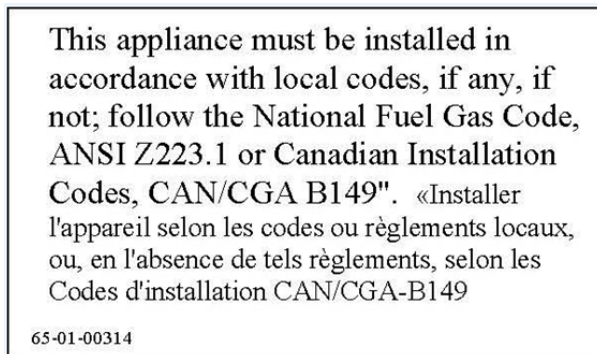 This appliance must be installed in
accordance with local codes, if any, if
not; follow the National Fuel Gas Code,
ANSI Z223.1 or Canadian Installation
Codes, CAN/CGA B149". «Installer
l'appareil selon les codes ou règlements locaux,
ou, en l'absence de tels règlements, selon les
Codes d'installation CAN/CGA-B149
65-01-00314